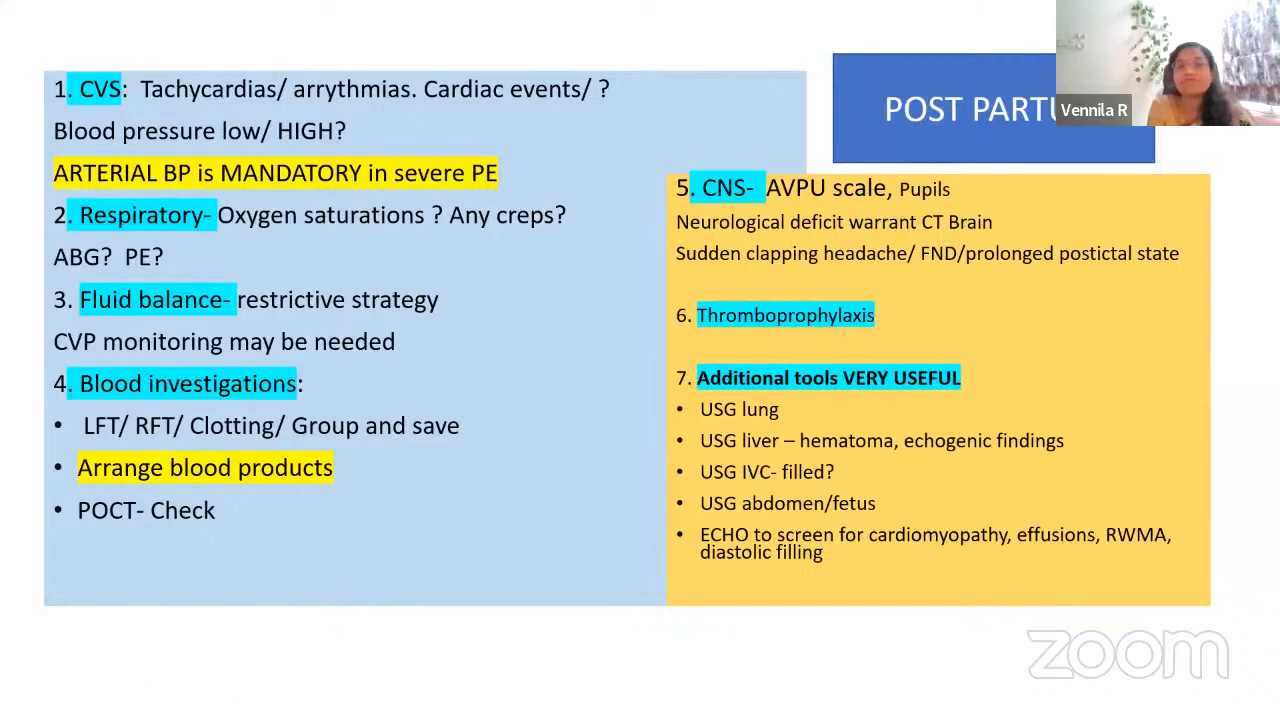 1. CVS: Tachycardias/ arrythmias. Cardiac events/ ?
Blood pressure low/ HIGH?
ARTERIAL BP is MANDATORY in severe PE
2. Respiratory- Oxygen saturations ? Any creps?
ABG? PE?
3. Fluid balance- restrictive strategy
CVP monitoring may be needed
4. Blood investigations:
• LFT/ RFT/ Clotting/ Group and save
• Arrange blood products
• POCT- Check
POST PARTU
Vennila R
5. CNS- AVPU scale, Pupils
Neurological deficit warrant CT Brain
Sudden clapping headache/ FND/prolonged postictal state
6. Thromboprophylaxis
7. Additional tools VERY USEFUL
• USG lung
• USG liver – hematoma, echogenic findings
• USG IVC- filled?
• USG abdomen/fetus
• ECHO to screen for cardiomyopathy, effusions, RWMA,
diastolic filling
zoom